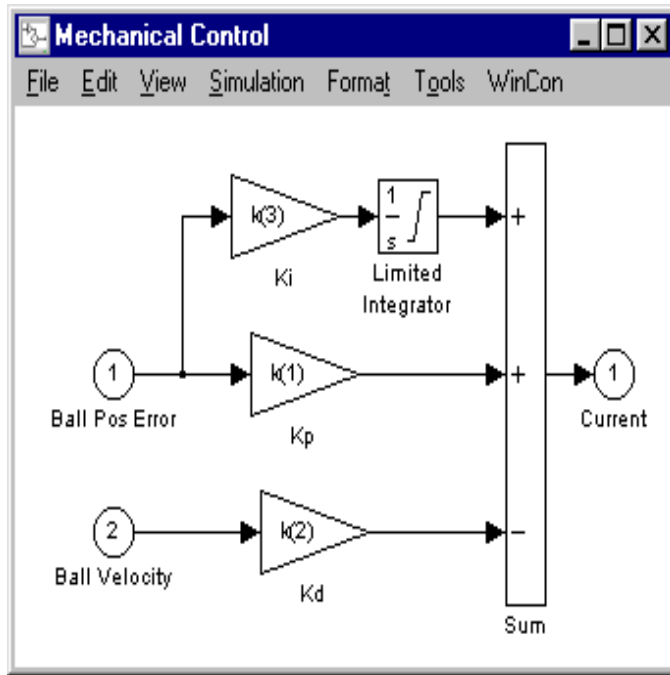 Mechanical Control
File Edit View Simulation Format Tools WinCon
k(3)
Ki
1
s
Limited
Integrator
+
1
Ball Pos Error
k(1)
Kp
+
1
Current
2
Ball Velocity
k(2)
Kd
−
Sum